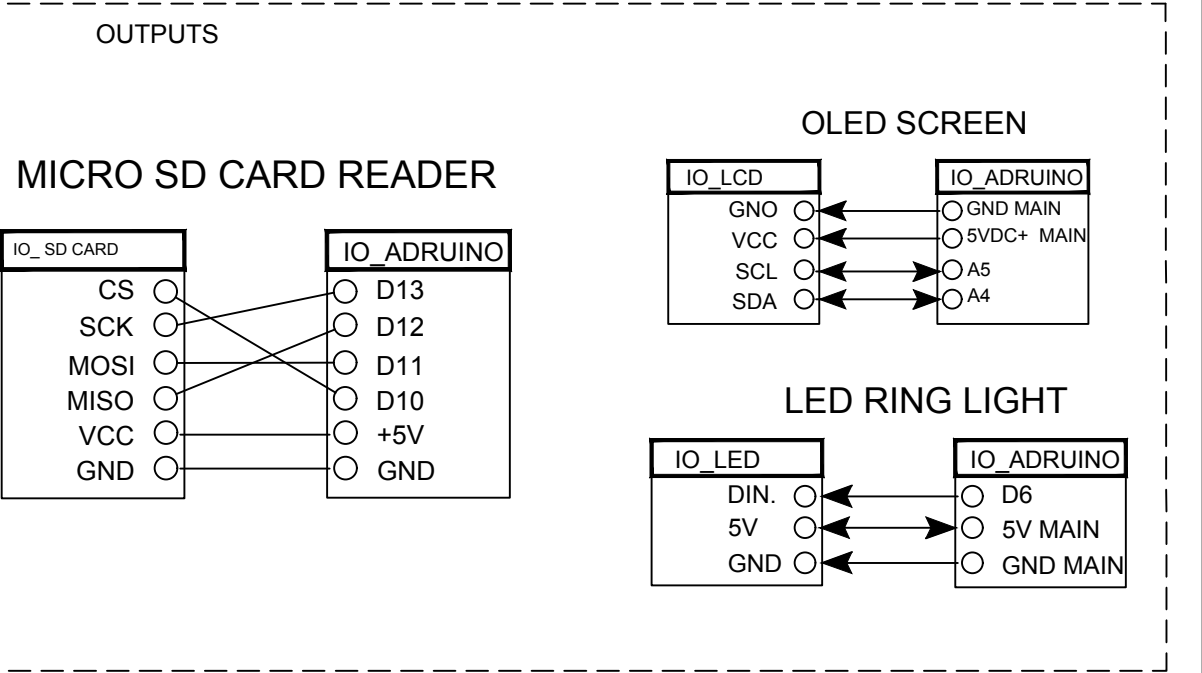 OUTPUTS
MICRO SD CARD READER
IO_ SD CARD
IO_ADRUINO
CS
D13
SCK
D12
MOSI
D11
MISO
D10
VCC
+5V
GND
GND
OLED SCREEN
IO_LCD
IO_ADRUINO
GNO
GND MAIN
VCC
5VDC+ MAIN
SCL
A5
SDA
A4
LED RING LIGHT
IO_LED
IO_ADRUINO
DIN.
D6
5V
5V MAIN
GND
GND MAIN